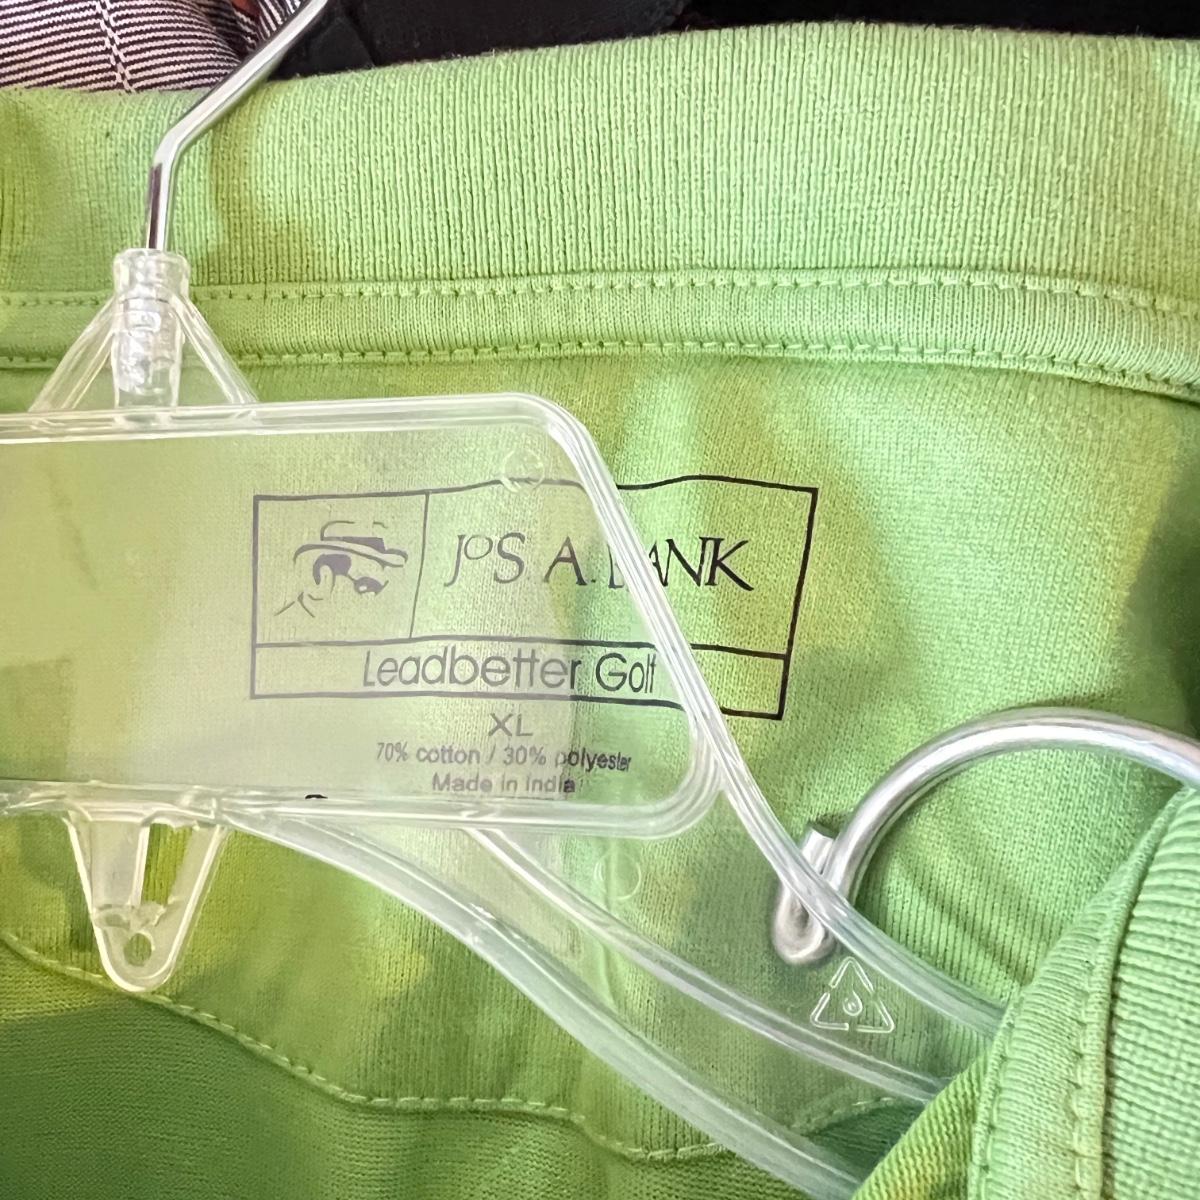 JoS A. BANK
Leadbetter Golf
XL
70% cotton / 30% polyester
Made in India